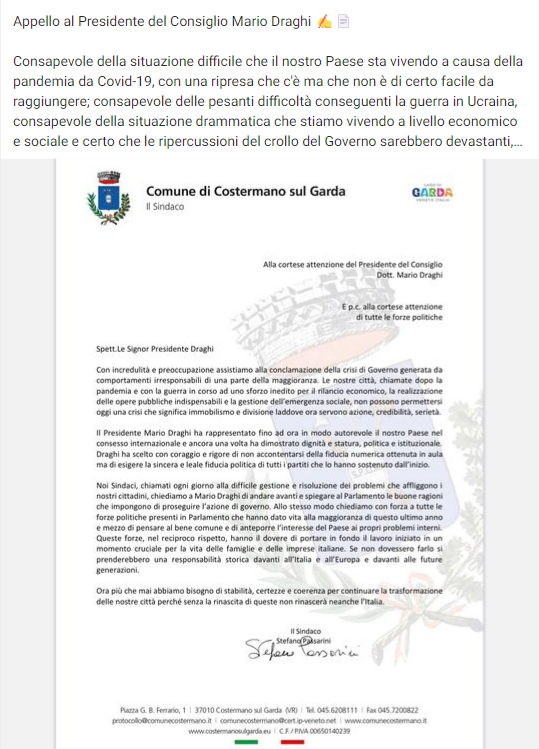 Appello al Presidente del Consiglio Mario Draghi ✍️ 📄
Consapevole della situazione difficile che il nostro Paese sta vivendo a causa della
pandemia da Covid-19, con una ripresa che c'è ma che non è di certo facile da
raggiungere; consapevole delle pesanti difficoltà conseguenti la guerra in Ucraina,
consapevole della situazione drammatica che stiamo vivendo a livello economico
e sociale e certo che le ripercussioni del crollo del Governo sarebbero devastanti,...
Comune di Costermano sul Garda
Il Sindaco
LAGO DI
GARDA
VENETO ITALIA
Alla cortese attenzione del Presidente del Consiglio
Dott. Mario Draghi
E p.c. alla cortese attenzione
di tutte le forze politiche
Spett.Le Signor Presidente Draghi
Con incredulità e preoccupazione assistiamo alla conclamazione della crisi di Governo generata da
comportamenti irresponsabili di una parte della maggioranza. Le nostre città, chiamate dopo la
pandemia e con la guerra in corso ad uno sforzo inedito per il rilancio economico, la realizzazione
delle opere pubbliche indispensabili e la gestione dell'emergenza sociale, non possono permettersi
oggi una crisi che significa immobilismo e divisione laddove ora servono azione, credibilità, serietà.
Il Presidente Mario Draghi ha rappresentato fino ad ora in modo autorevole il nostro Paese nel
consesso internazionale e ancora una volta ha dimostrato dignità e statura, politica e istituzionale.
Draghi ha scelto con coraggio e rigore di non accontentarsi della fiducia numerica ottenuta in aula
ma di esigere la sincera e leale fiducia politica di tutti i partiti che lo hanno sostenuto dall'inizio.
Noi Sindaci, chiamati ogni giorno alla difficile gestione e risoluzione dei problemi che affliggono i
nostri cittadini, chiediamo a Mario Draghi di andare avanti e spiegare al Parlamento le buone ragioni
che impongono di proseguire l'azione di governo. Allo stesso modo chiediamo con forza a tutte le
forze politiche presenti in Parlamento che hanno dato vita alla maggioranza di questo ultimo anno
e mezzo di pensare al bene comune e di anteporre l'interesse del Paese ai propri problemi interni.
Queste forze, nel reciproco rispetto, hanno il dovere di portare in fondo il lavoro iniziato in un
momento cruciale per la vita delle famiglie e delle imprese italiane. Se non dovessero farlo si
prenderebbero una responsabilità storica davanti all'Italia e all'Europa e davanti alle future
generazioni.
Ora più che mai abbiamo bisogno di stabilità, certezze e coerenza per continuare la trasformazione
delle nostre città perché senza la rinascita di queste non rinascerà neanche l'Italia.
Il Sindaco
Stefano Passarini
Stefano Passarini
Piazza G. B. Ferrario, 1 | 37010 Costermano sul Garda (VR) | Tel. 045.6208111 | Fax 045.7200822
protocollo@comunecostermano.it | comunecostermano@cert.ip-veneto.net | www.comunecostermano.it
www.costermanosulgarda.eu | C.F./ P.IVA 00650140239